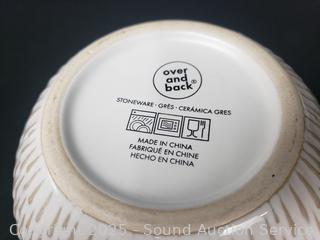 over
and
back®
STONEWARE · GRÈS · CERÁMICA GRES
MADE IN CHINA
FABRIQUÉ EN CHINE
HECHO EN CHINA
Copyright 2025 - Sound Auction Service